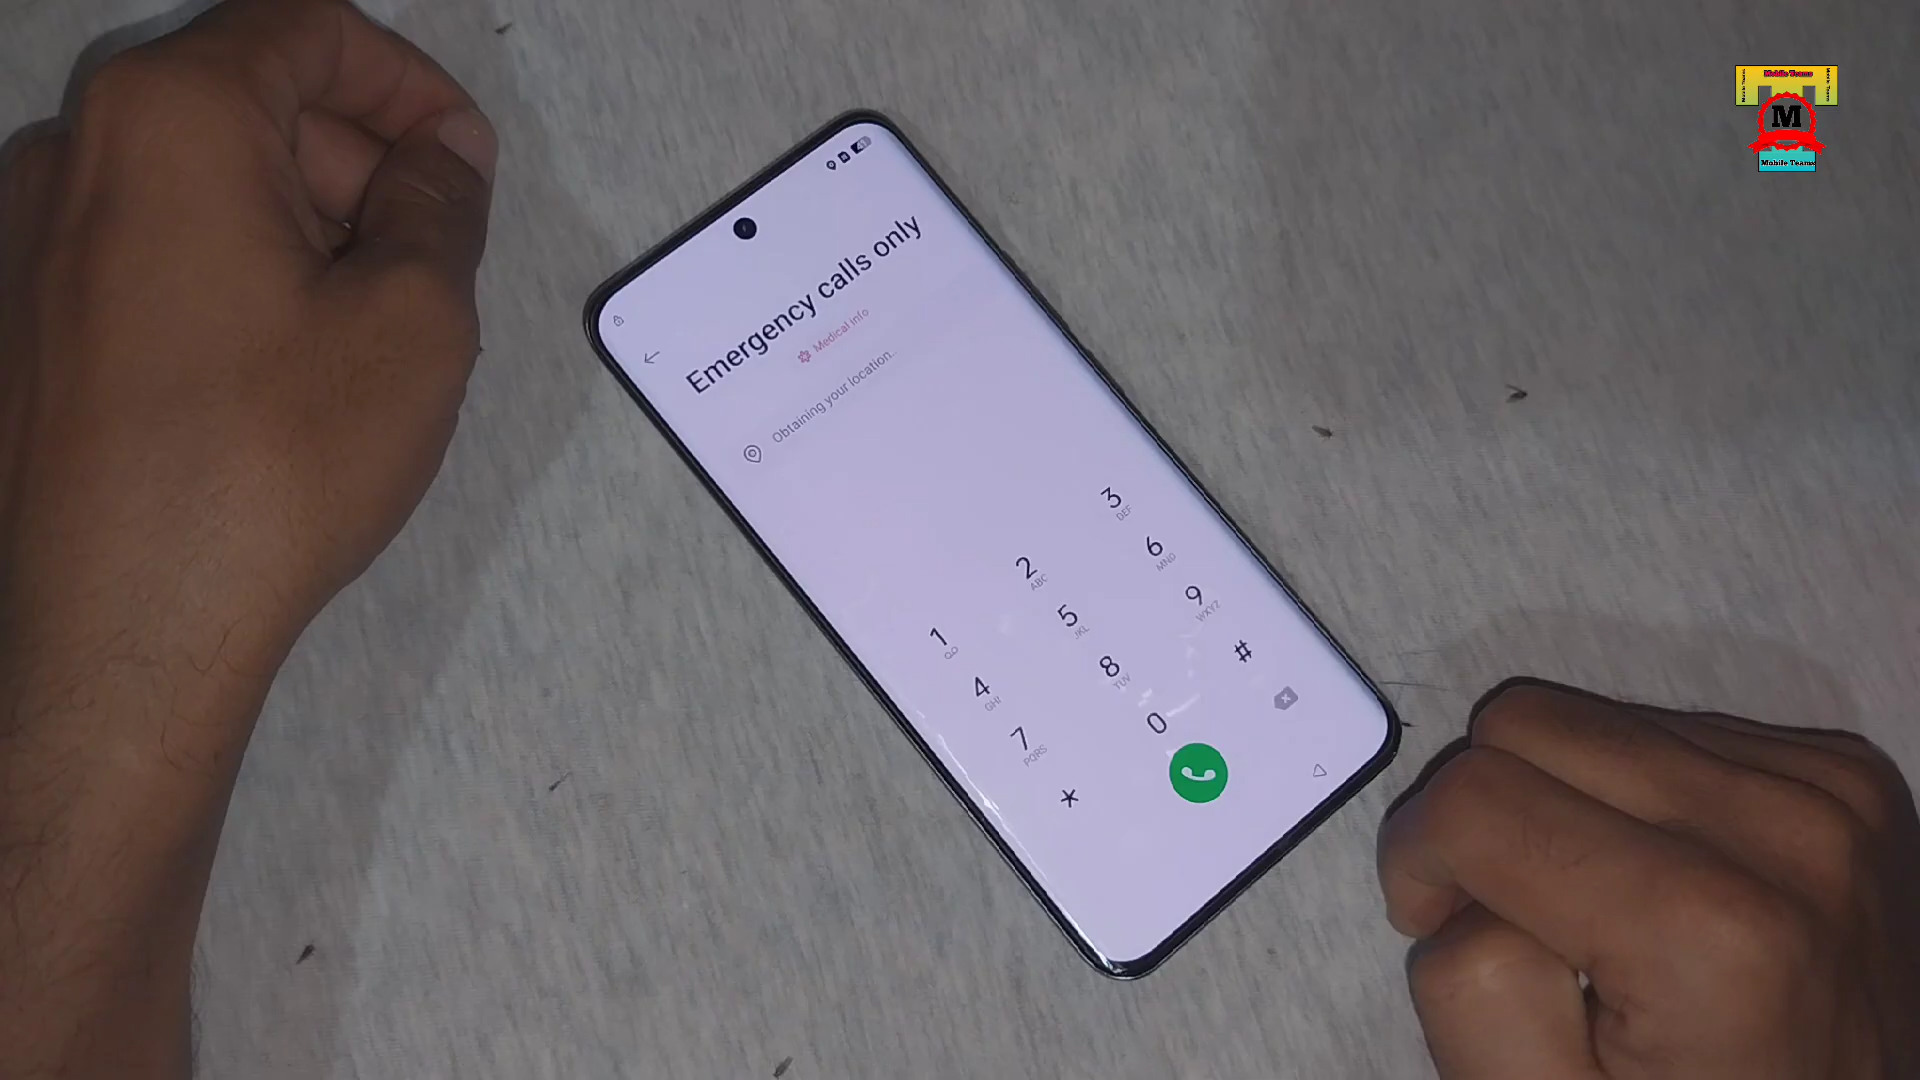 Mobile Teams
M
Mobile Teams
41
Emergency calls only
Medical info
Obtaining your location..
1
2 ABC
3 DEF
4 GHI
5 JKL
6 MNO
7 PQRS
8 TUV
9 WXYZ
*
0
#